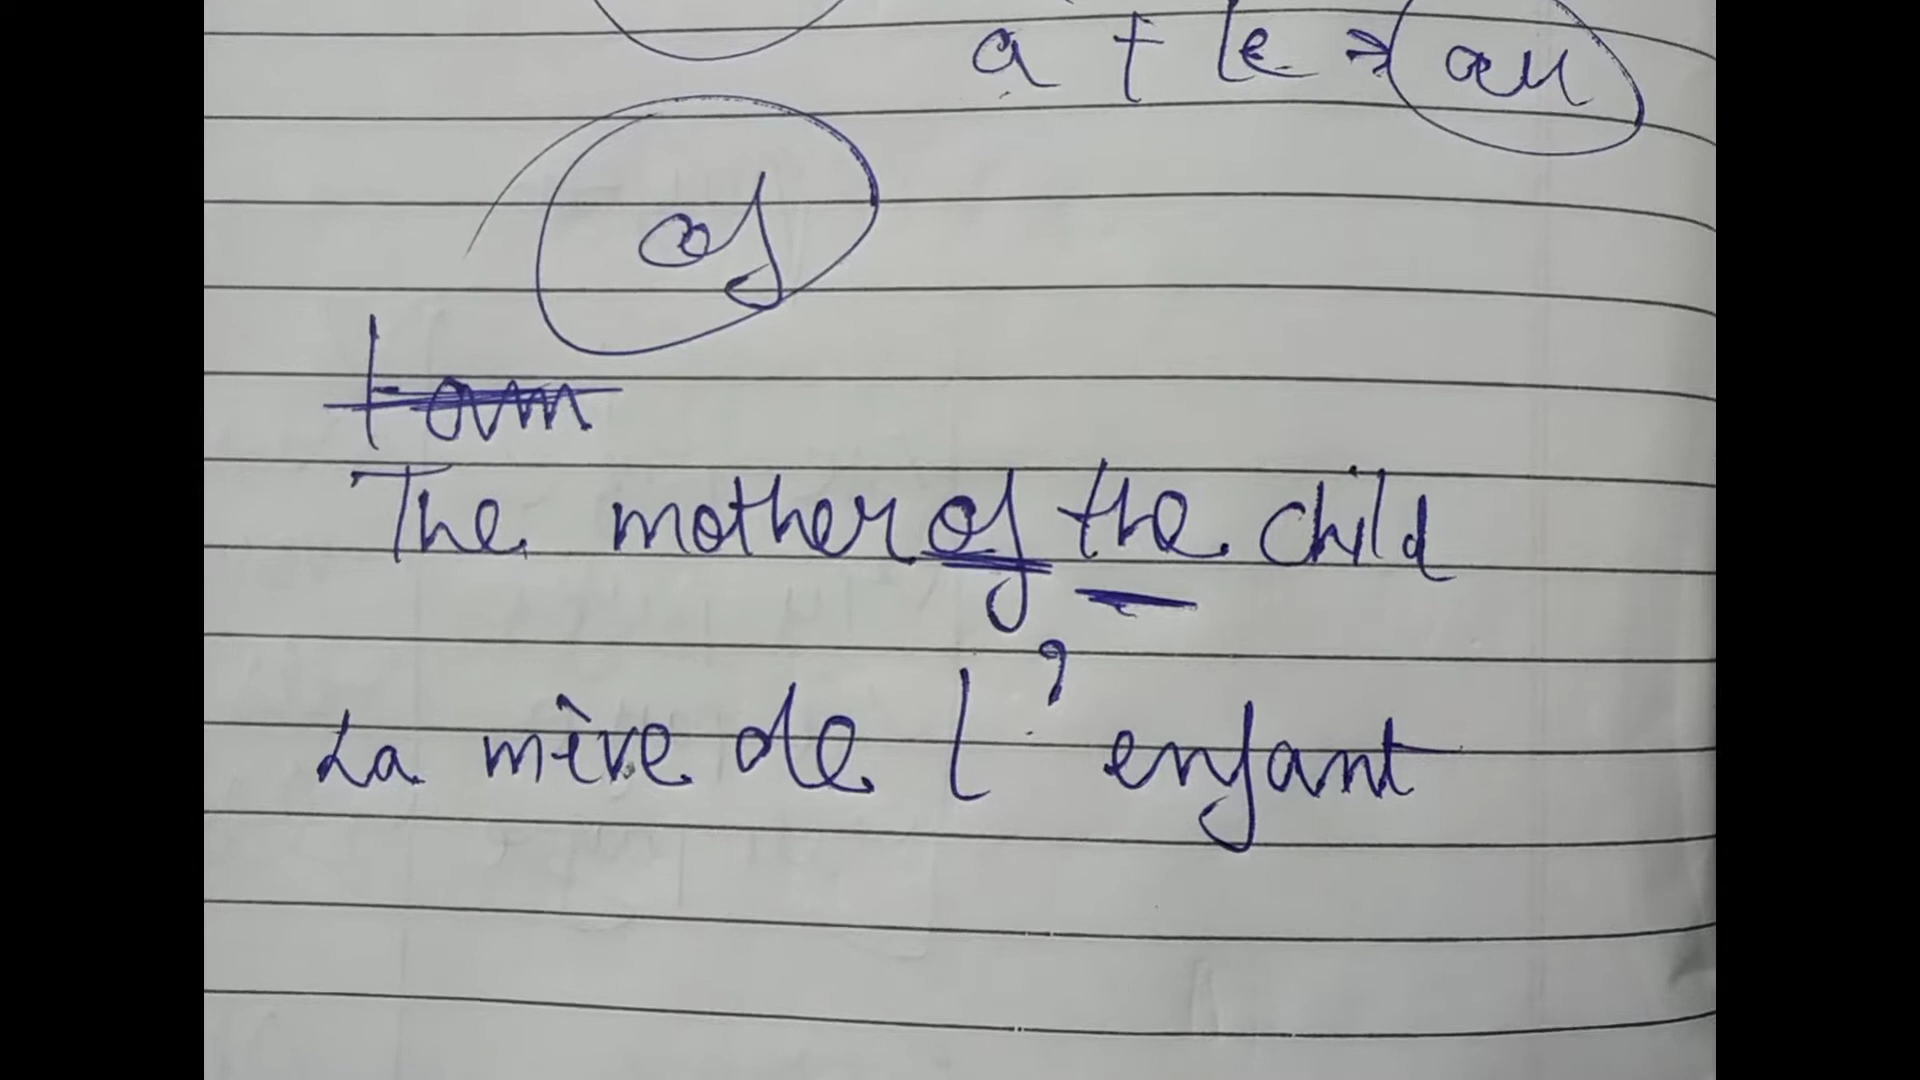 a + le ⇒ au
of
The mother of the child
La mère de l'enfant